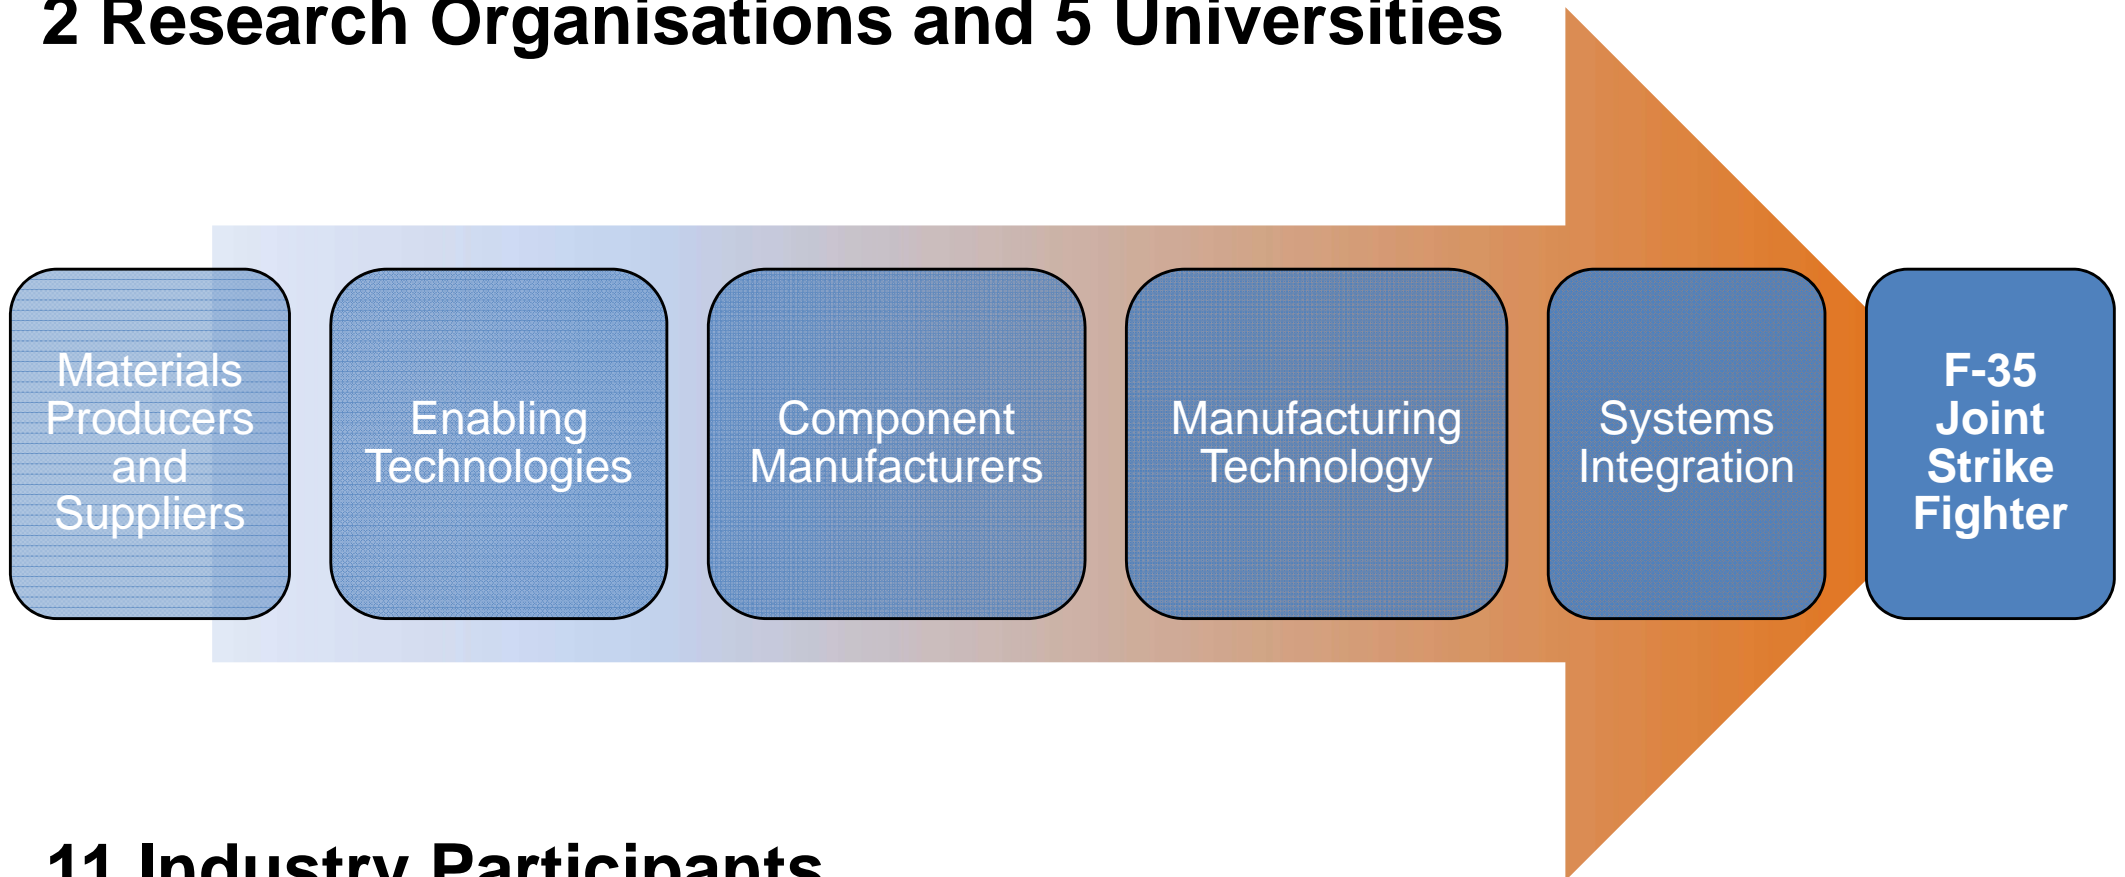 2 Research Organisations and 5 Universities
Materials
Producers
and
Suppliers
Enabling
Technologies
Component
Manufacturers
Manufacturing
Technology
Systems
Integration
F-35
Joint
Strike
Fighter
11 Industry Participants